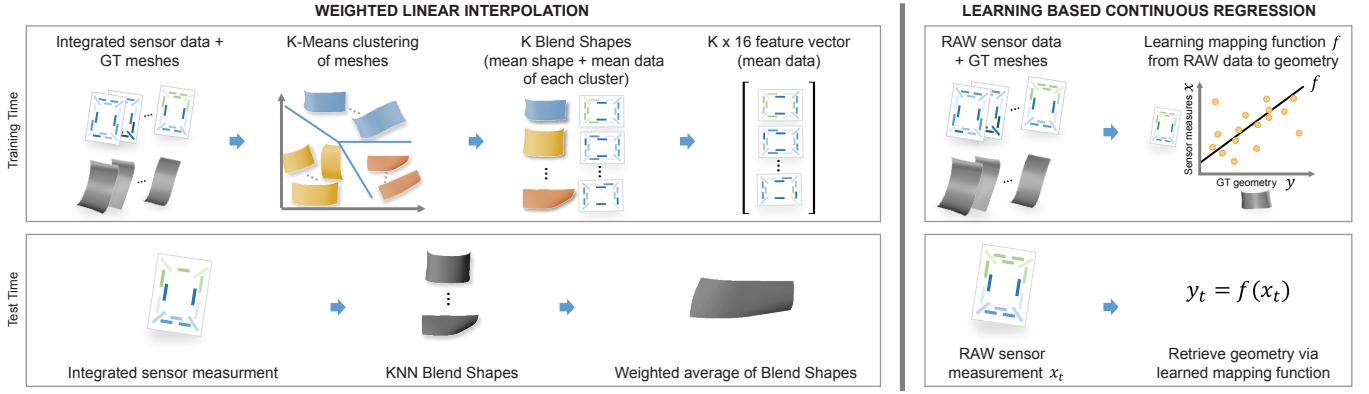 WEIGHTED LINEAR INTERPOLATION
Training Time
Integrated sensor data +
GT meshes
...
K-Means clustering
of meshes
K Blend Shapes
(mean shape + mean data
of each cluster)
K x 16 feature vector
(mean data)
Test Time
Integrated sensor measurment
KNN Blend Shapes
Weighted average of Blend Shapes
LEARNING BASED CONTINUOUS REGRESSION
RAW sensor data
+ GT meshes
...
Learning mapping function f
from RAW data to geometry
Sensor measures x
f
GT geometry y
RAW sensor
measurement x_t
y_t = f(x_t)
Retrieve geometry via
learned mapping function